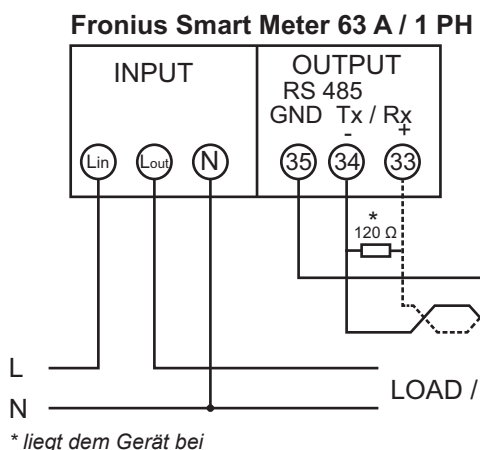 Fronius Smart Meter 63 A / 1 PH
INPUT
OUTPUT
RS 485
GND Tx / Rx
- +
Lin Lout N 35 34 33
*
120 Ω
L
N
LOAD /
* liegt dem Gerät bei